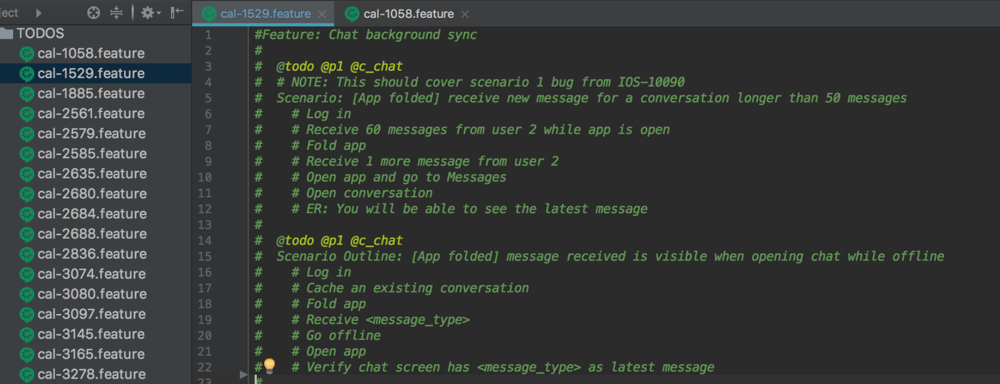 ject
TODOS
cal-1058.feature
cal-1529.feature
cal-1885.feature
cal-2561.feature
cal-2579.feature
cal-2585.feature
cal-2635.feature
cal-2680.feature
cal-2684.feature
cal-2688.feature
cal-2836.feature
cal-3074.feature
cal-3080.feature
cal-3097.feature
cal-3145.feature
cal-3165.feature
cal-3278.feature
cal-1529.feature cal-1058.feature
1 #Feature: Chat background sync
2 #
3 # @todo @p1 @c_chat
4 # # NOTE: This should cover scenario 1 bug from IOS-10090
5 # Scenario: [App folded] receive new message for a conversation longer than 50 messages
6 # # Log in
7 # # Receive 60 messages from user 2 while app is open
8 # # Fold app
9 # # Receive 1 more message from user 2
10 # # Open app and go to Messages
11 # # Open conversation
12 # # ER: You will be able to see the latest message
13 #
14 # @todo @p1 @c_chat
15 # Scenario Outline: [App folded] message received is visible when opening chat while offline
16 # # Log in
17 # # Cache an existing conversation
18 # # Fold app
19 # # Receive <message_type>
20 # # Go offline
21 # # Open app
22 # # Verify chat screen has <message_type> as latest message
23 #